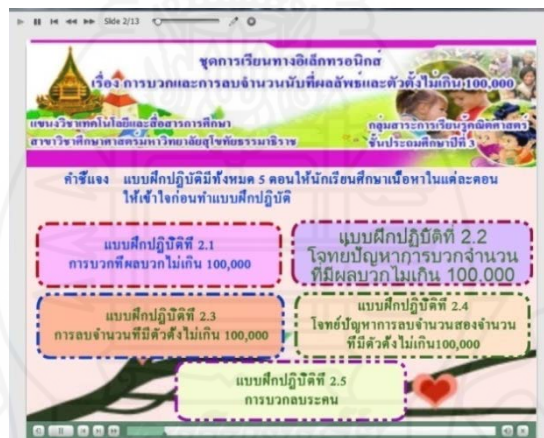 Slide 2/13
ชุดการเรียนทางอิเล็กทรอนิกส์
เรื่อง การบวกและการลบจำนวนนับที่ผลลัพธ์และตัวตั้งไม่เกิน 100,000
แขนงวิชาเทคโนโลยีและสื่อสารการศึกษา
สาขาวิชาศึกษาศาสตร์มหาวิทยาลัยสุโขทัยธรรมาธิราช
กลุ่มสาระการเรียนรู้คณิตศาสตร์
ชั้นประถมศึกษาปีที่ 3
คำชี้แจง แบบฝึกปฏิบัติมีทั้งหมด 5 ตอนให้นักเรียนศึกษาเนื้อหาในแต่ละตอน
ให้เข้าใจก่อนทำแบบฝึกปฏิบัติ
แบบฝึกปฏิบัติที่ 2.1
การบวกที่ผลบวกไม่เกิน 100,000
แบบฝึกปฏิบัติที่ 2.2
โจทยปัญหาการบวกจำนวน
ที่มีผลบวกไม่เกิน 100,000
แบบฝึกปฏิบัติที่ 2.3
การลบจำนวนที่มีตัวตั้งไม่เกิน 100,000
แบบฝึกปฏิบัติที่ 2.4
โจทย์ปัญหาการลบจำนวนสองจำนวน
ที่มีตัวตั้งไม่เกิน100,000
แบบฝึกปฏิบัติที่ 2.5
การบวกลบระคน